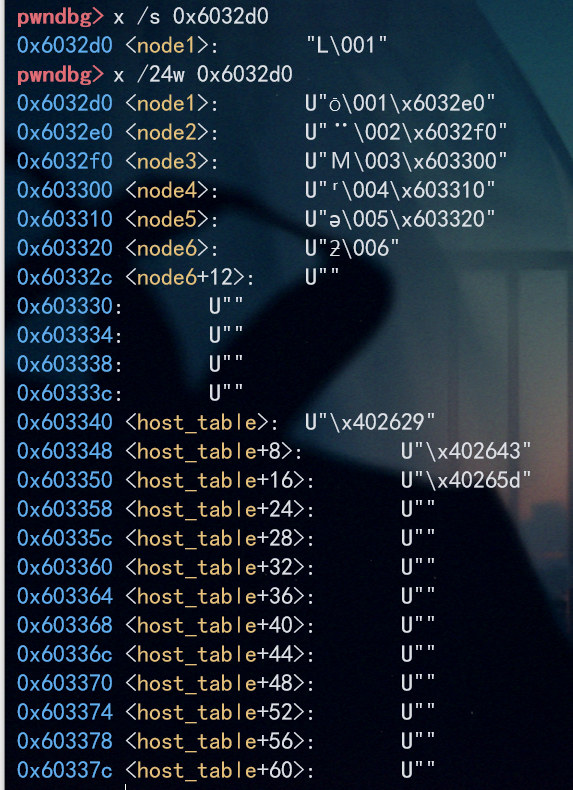 pwndbg> x /s 0x6032d0
0x6032d0 <node1>: "L\001"
pwndbg> x /24w 0x6032d0
0x6032d0 <node1>: U"Ō\001\x6032e0"
0x6032e0 <node2>: U"¨\002\x6032f0"
0x6032f0 <node3>: U"Μ\003\x603300"
0x603300 <node4>: U"ʳ\004\x603310"
0x603310 <node5>: U"ǝ\005\x603320"
0x603320 <node6>: U"ƻ\006"
0x60332c <node6+12>: U""
0x603330: U""
0x603334: U""
0x603338: U""
0x60333c: U""
0x603340 <host_table>: U"\x402629"
0x603348 <host_table+8>: U"\x402643"
0x603350 <host_table+16>: U"\x40265d"
0x603358 <host_table+24>: U""
0x60335c <host_table+28>: U""
0x603360 <host_table+32>: U""
0x603364 <host_table+36>: U""
0x603368 <host_table+40>: U""
0x60336c <host_table+44>: U""
0x603370 <host_table+48>: U""
0x603374 <host_table+52>: U""
0x603378 <host_table+56>: U""
0x60337c <host_table+60>: U""